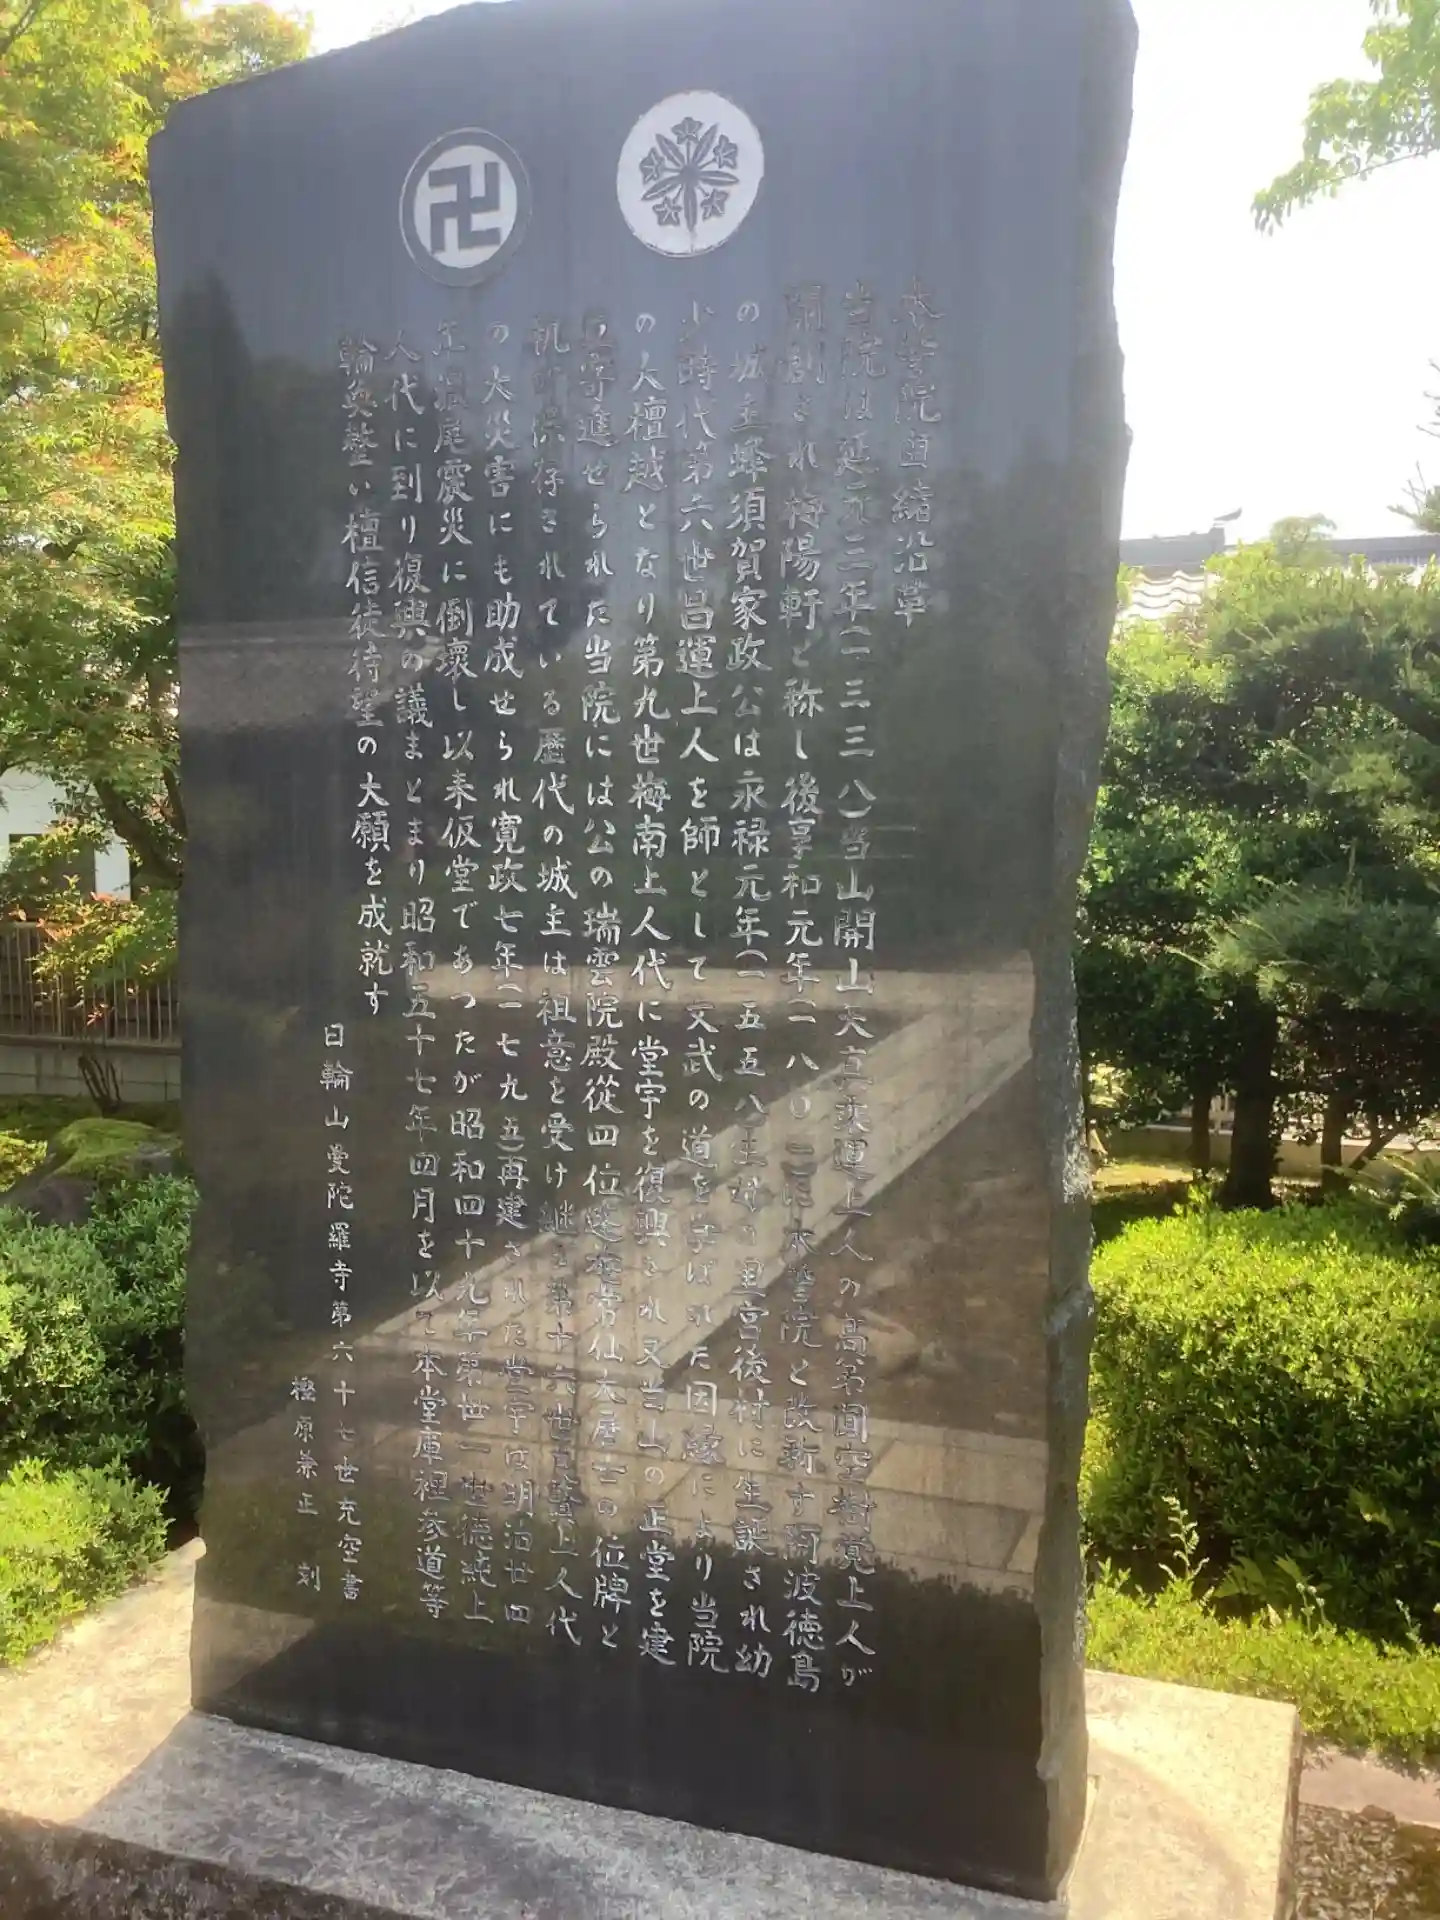 本誓院由緒沿革
当院は延元三年(一三三八)当山開山天真乗運上人の高弟聞空樹覚上人が
開創され梅陽軒と称し後享和元年(一八〇一)光本誓院と改称す阿波徳島
の城主蜂須賀家政公は永禄元年(一五五八)生母の里宮後村に生誕され幼
少時代第六世昌運上人を師として文武の道を学ばれた因縁により当院
の大檀越となり第九世梅南上人代に堂宇を復興され又当山の正堂を建
立寄進せられた当院には公の瑞雲院殿従四位蓬庵常仙大居士の位牌と
机が保存されている歴代の城主は祖意を受け継ぎ第十六世真賢上人代
の大災害にも助成せられ寛政七年(一七九五)再建された堂宇は明治廿四
年濃尾震災に倒壊し以来仮堂であつたが昭和四十九年第世一世徳純上
人代に到り復興の議まとまり昭和五十七年四月を以て本堂庫裡参道等
輪奐整い檀信徒待望の大願を成就す
日輪山曼陀羅寺第六十七世充空書
樫原兼正 刻